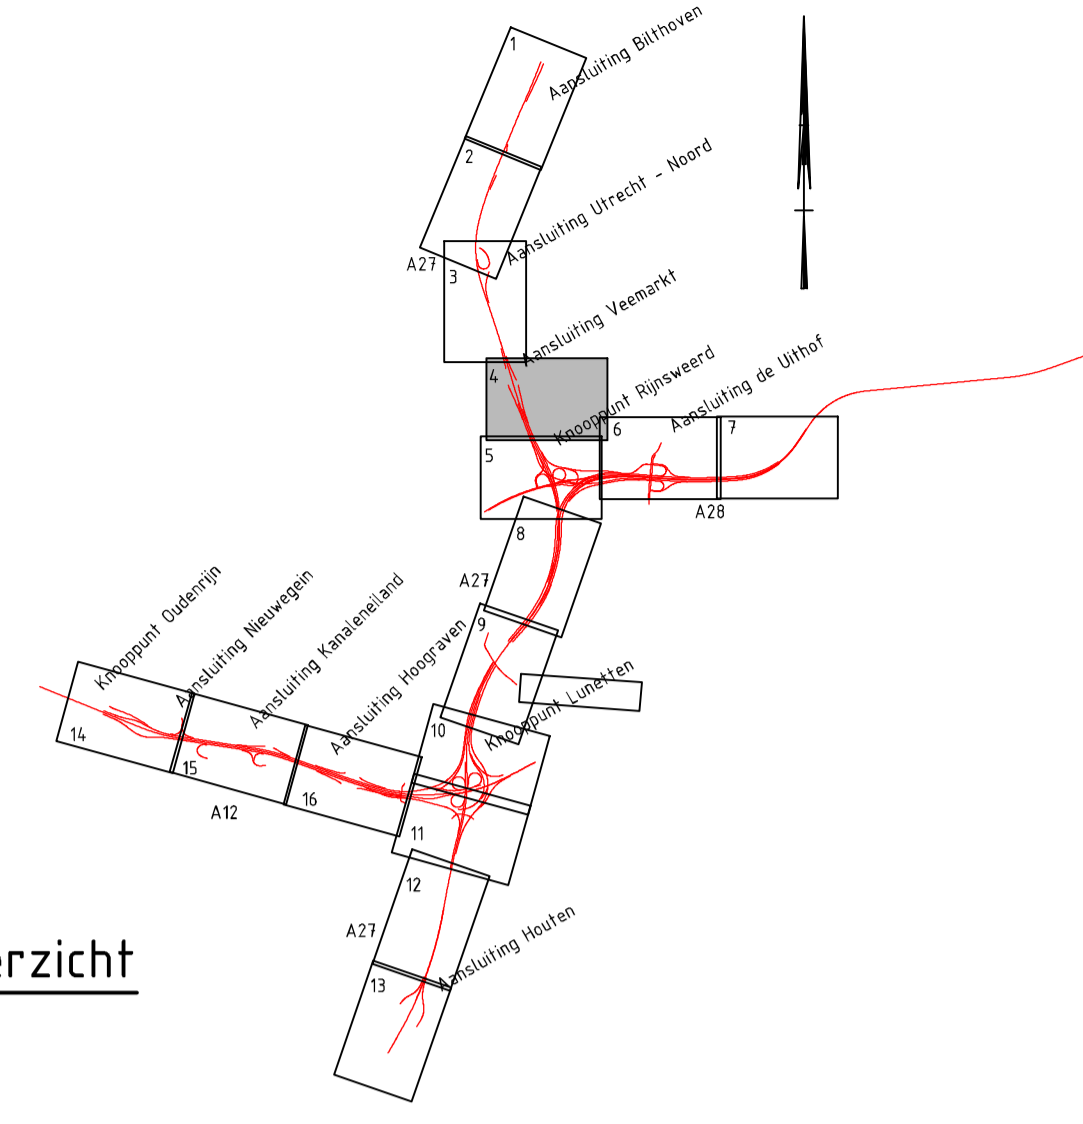 1
Aansluiting Bilthoven
2
Aansluiting Utrecht - Noord
A27
3
Aansluiting Veemarkt
4
Knooppunt Rijnsweerd
Aansluiting de Uithof
5
6
7
A28
8
A27
9
Knooppunt Oudenrijn
Aansluiting Nieuwegein
Aansluiting Kanaleneiland
Aansluiting Hoograven
Knooppunt Lunetten
10
14
15
16
A12
11
12
A27
Aansluiting Houten
13
erzicht